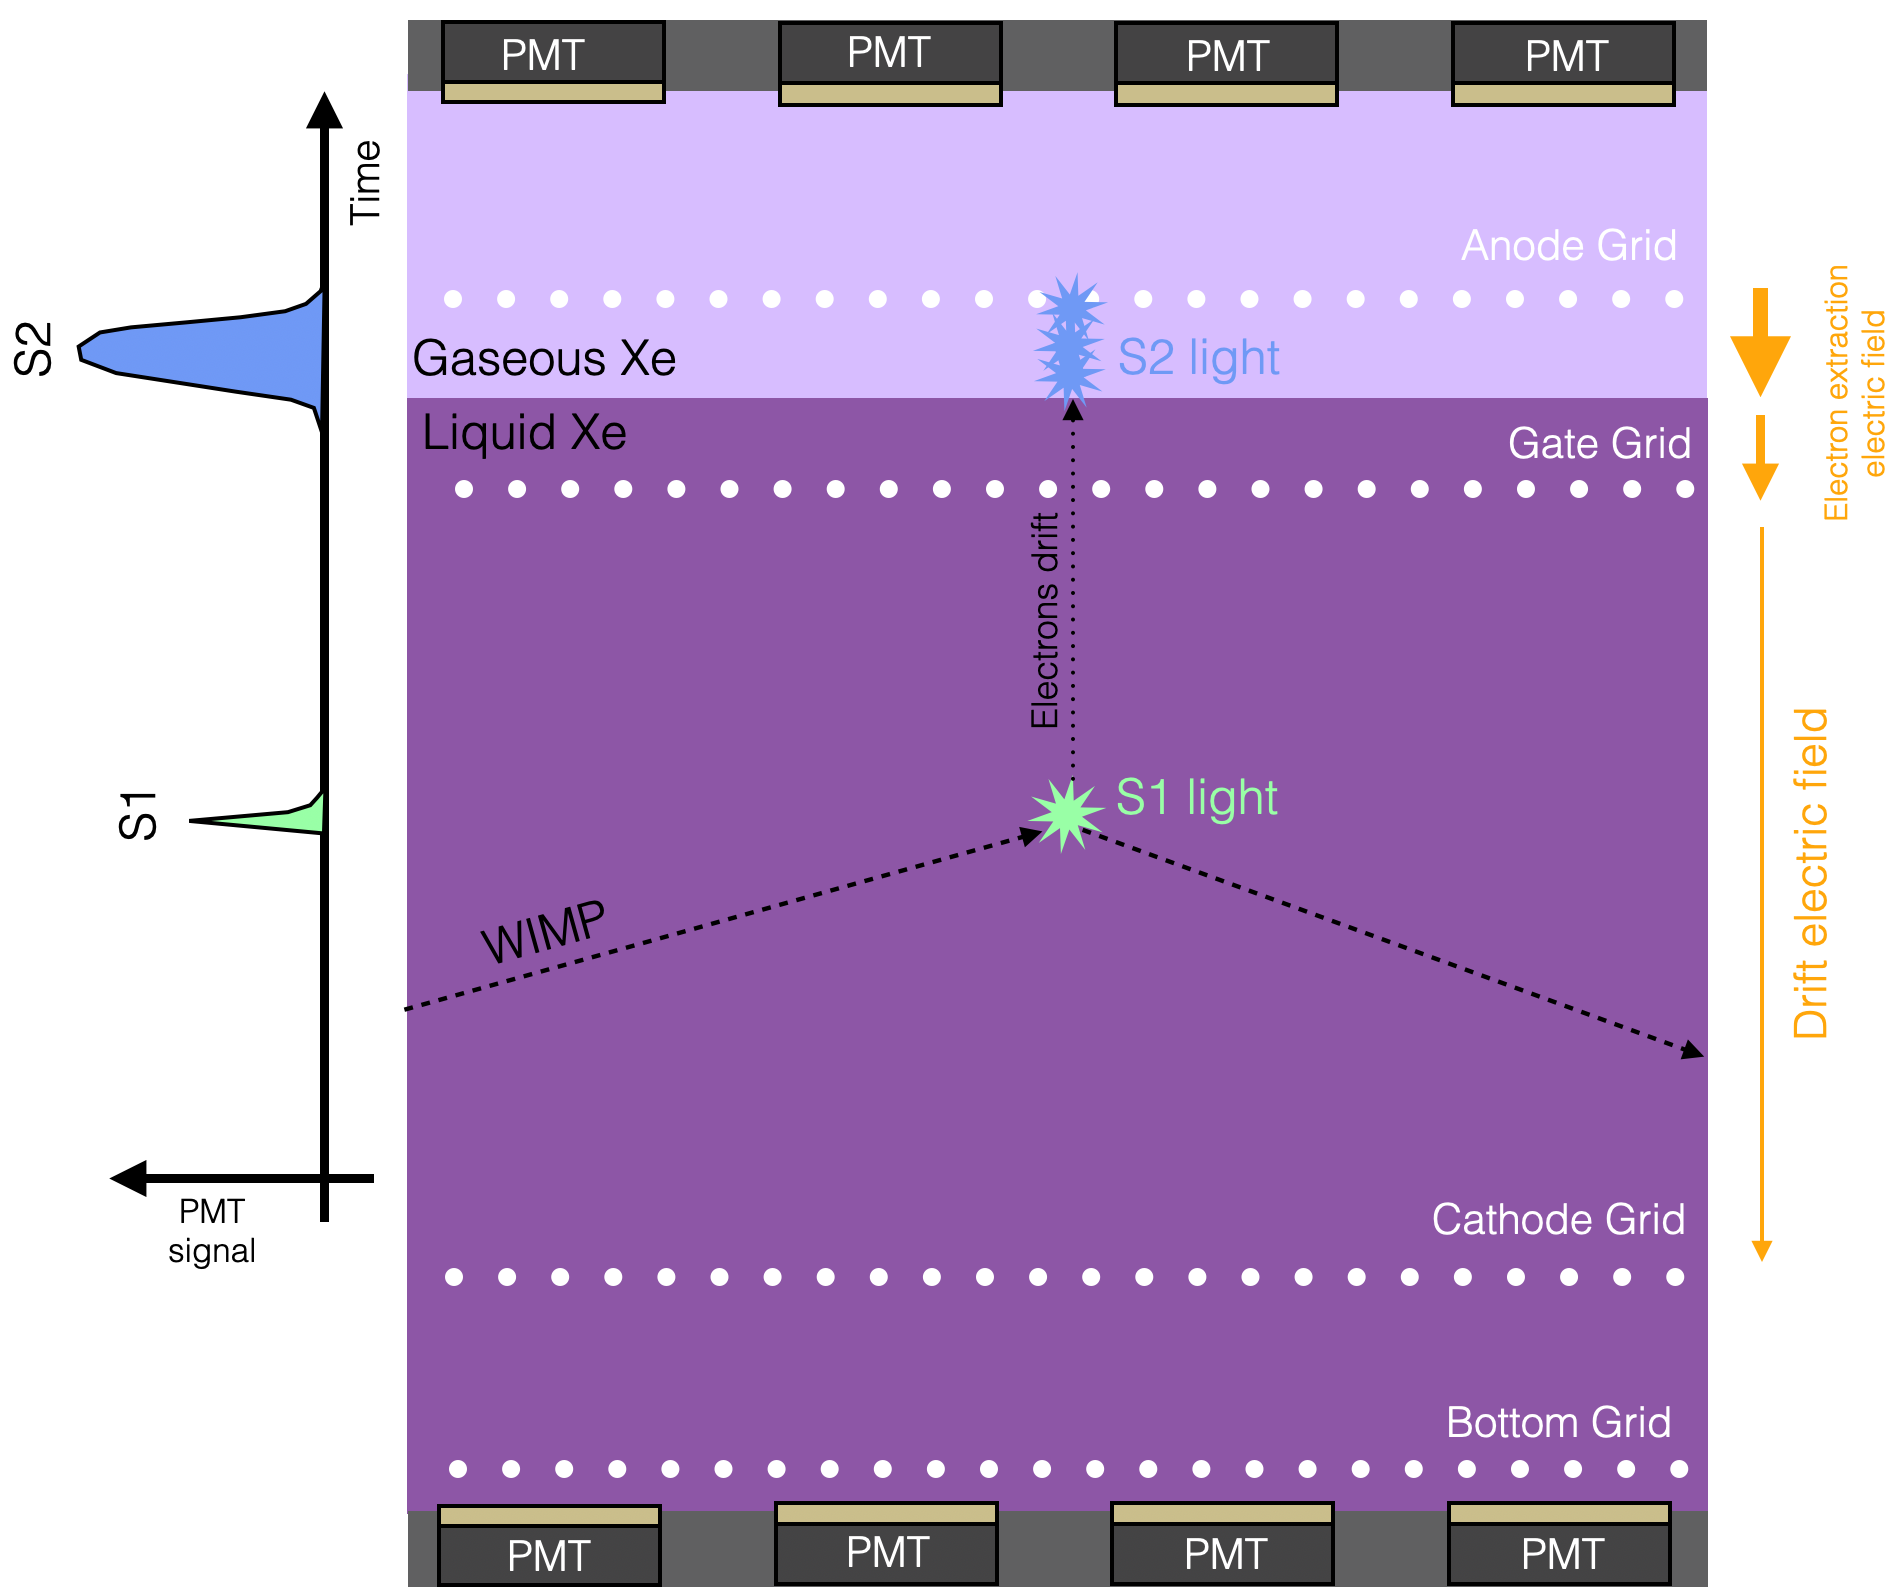 PMT
PMT
PMT
PMT
Time
Anode Grid
Electron extraction
electric field
S2
Gaseous Xe
S2 light
Liquid Xe
Gate Grid
Electrons drift
S1
S1 light
Drift electric field
WIMP
PMT
signal
Cathode Grid
Bottom Grid
PMT
PMT
PMT
PMT